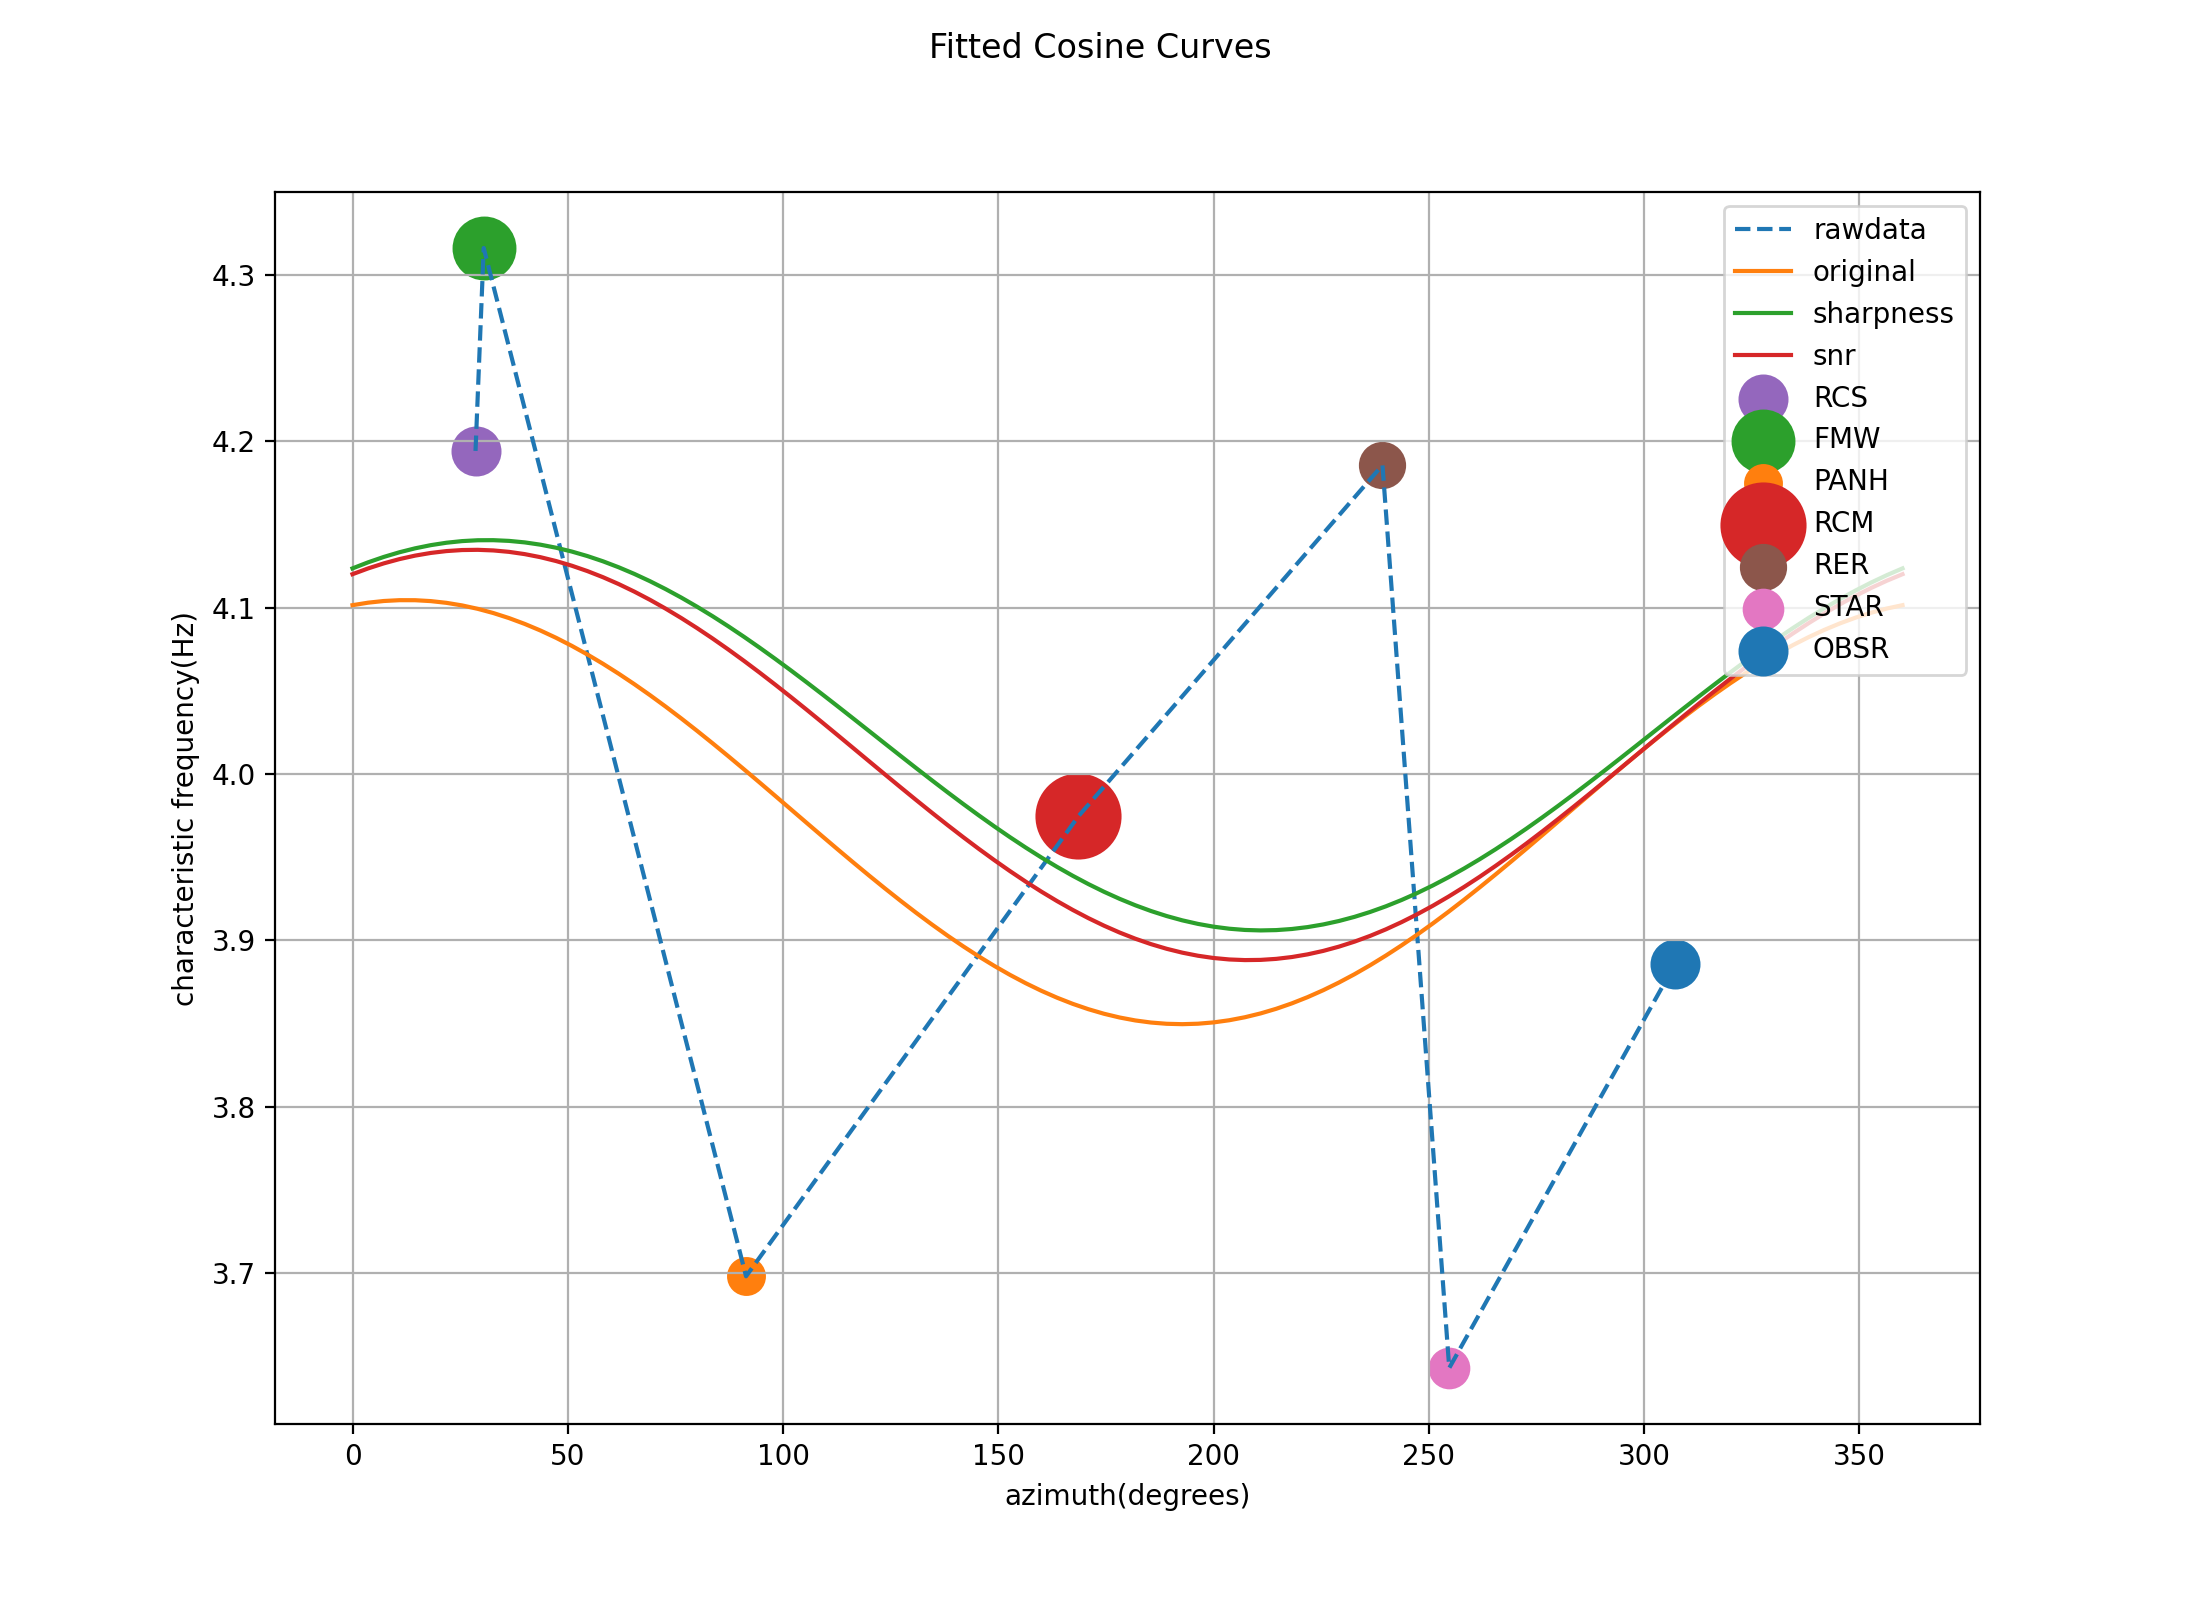 Fitted Cosine Curves
rawdata
original
sharpness
snr
RCS
FMW
PANH
RCM
RER
STAR
OBSR
4.3
4.2
4.1
4.0
3.9
3.8
3.7
characteristic frequency(Hz)
0 50 100 150 200 250 300 350
azimuth(degrees)